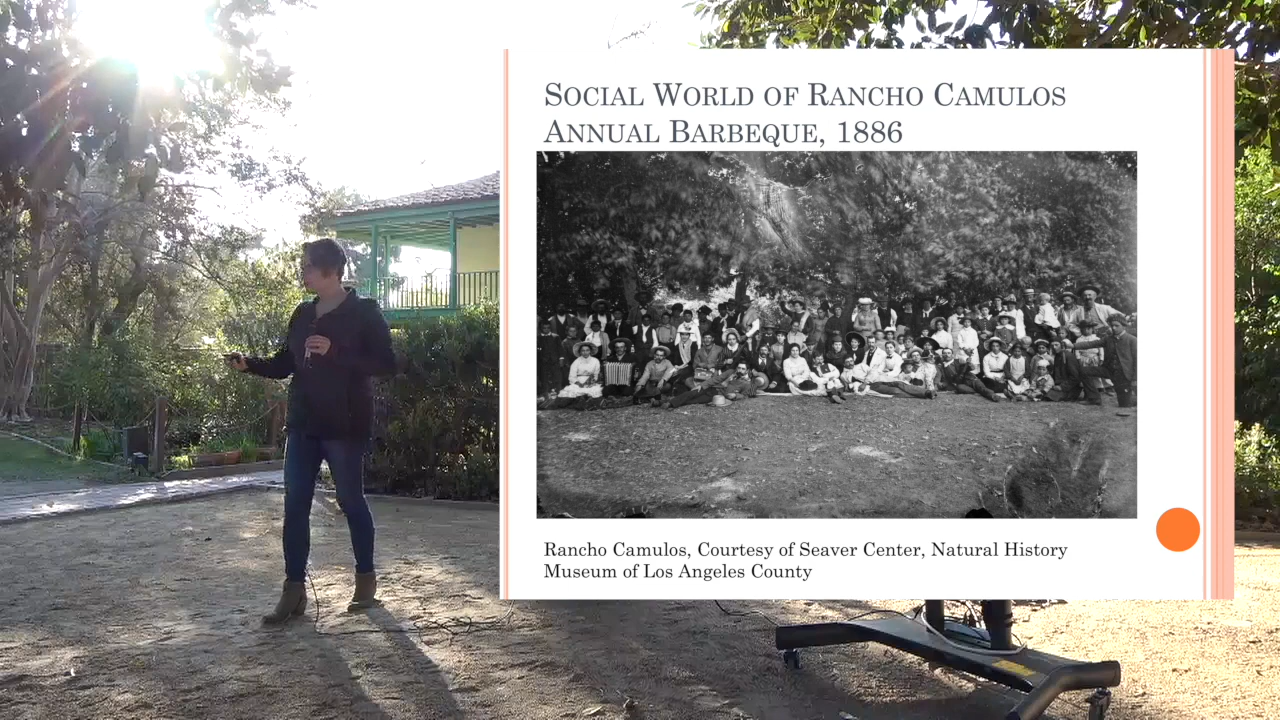 Social World of Rancho Camulos
Annual Barbeque, 1886
Rancho Camulos, Courtesy of Seaver Center, Natural History
Museum of Los Angeles County